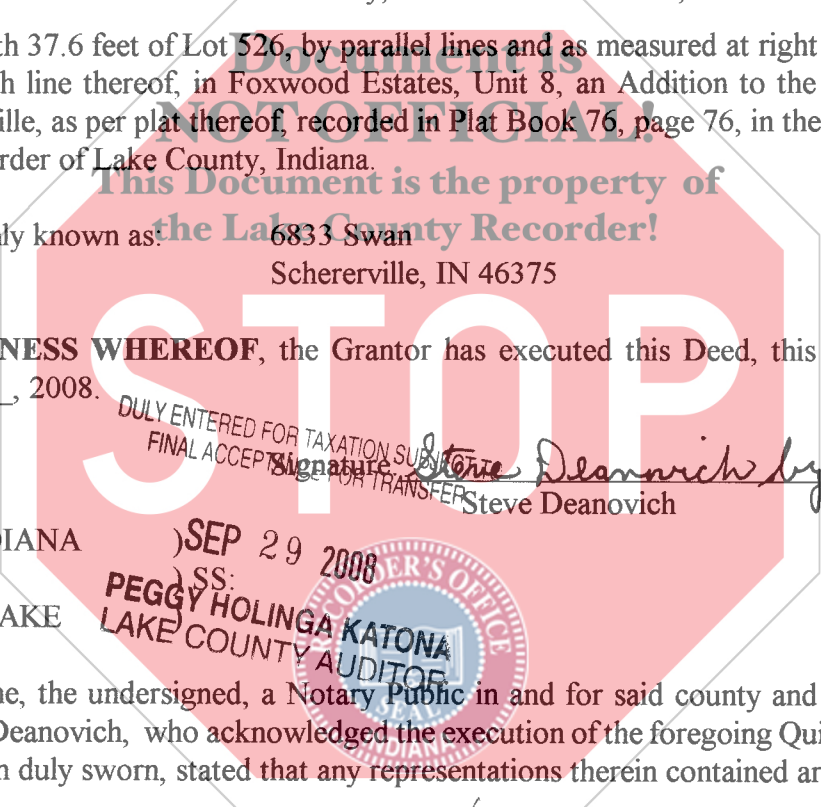 th 37.6 feet of Lot 526, by parallel lines and as measured at right
h line thereof, in Foxwood Estates, Unit 8, an Addition to the
ille, as per plat thereof, recorded in Plat Book 76, page 76, in the
rder of Lake County, Indiana.
Document is
NOT OFFICIAL!
This Document is the property of
the Lake County Recorder!
ly known as: 6833 Swan
Schererville, IN 46375
STOP
NESS WHEREOF, the Grantor has executed this Deed, this
_, 2008.
DULY ENTERED FOR TAXATION SUBJECT TO
FINAL ACCEPTANCE FOR TRANSFER
Signature Steve Deanovich by
Steve Deanovich
DIANA )
SEP 29 2008
) SS:
PEGGY HOLINGA KATONA
LAKE COUNTY AUDITOR
AKE )
RECORDER'S OFFICE
SEAL
INDIANA
ne, the undersigned, a Notary Public in and for said county and
Deanovich, who acknowledged the execution of the foregoing Qui
n duly sworn, stated that any representations therein contained ar